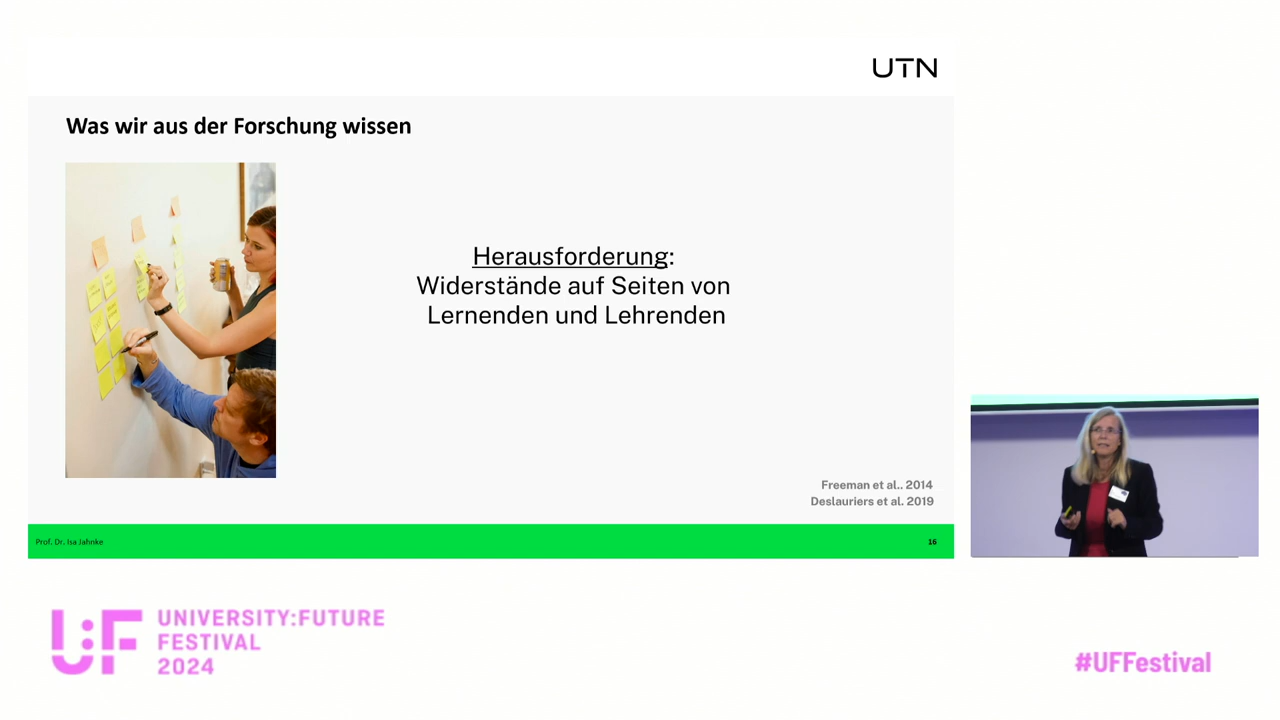 UTN
Was wir aus der Forschung wissen
Herausforderung:
Widerstände auf Seiten von
Lernenden und Lehrenden
Freeman et al.. 2014
Deslauriers et al. 2019
Prof. Dr. Isa Jahnke
16
U:F
UNIVERSITY:FUTURE
FESTIVAL
2024
#UFFestival